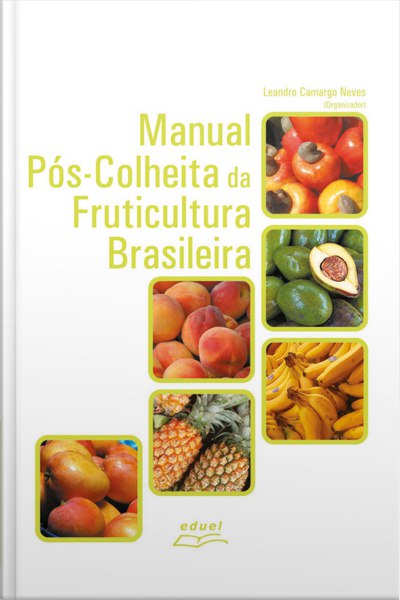 Leandro Camargo Neves
(Organizador)
Manual
Pós-Colheita da
Fruticultura
Brasileira
eduel